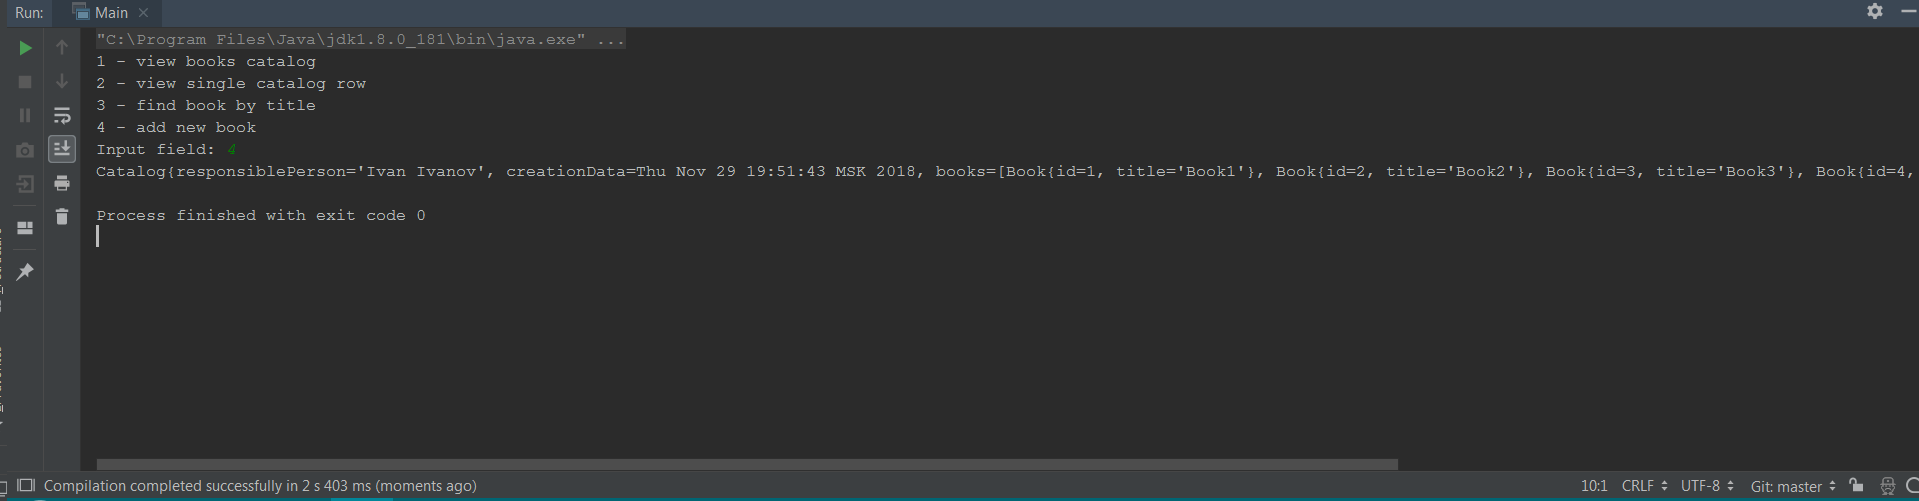 Run: Main
"C:\Program Files\Java\jdk1.8.0_181\bin\java.exe" ...
1 - view books catalog
2 - view single catalog row
3 - find book by title
4 - add new book
Input field: 4
Catalog{responsiblePerson='Ivan Ivanov', creationData=Thu Nov 29 19:51:43 MSK 2018, books=[Book{id=1, title='Book1'}, Book{id=2, title='Book2'}, Book{id=3, title='Book3'}, Book{id=4,
Process finished with exit code 0
Compilation completed successfully in 2 s 403 ms (moments ago) 10:1 CRLF UTF-8 Git: master